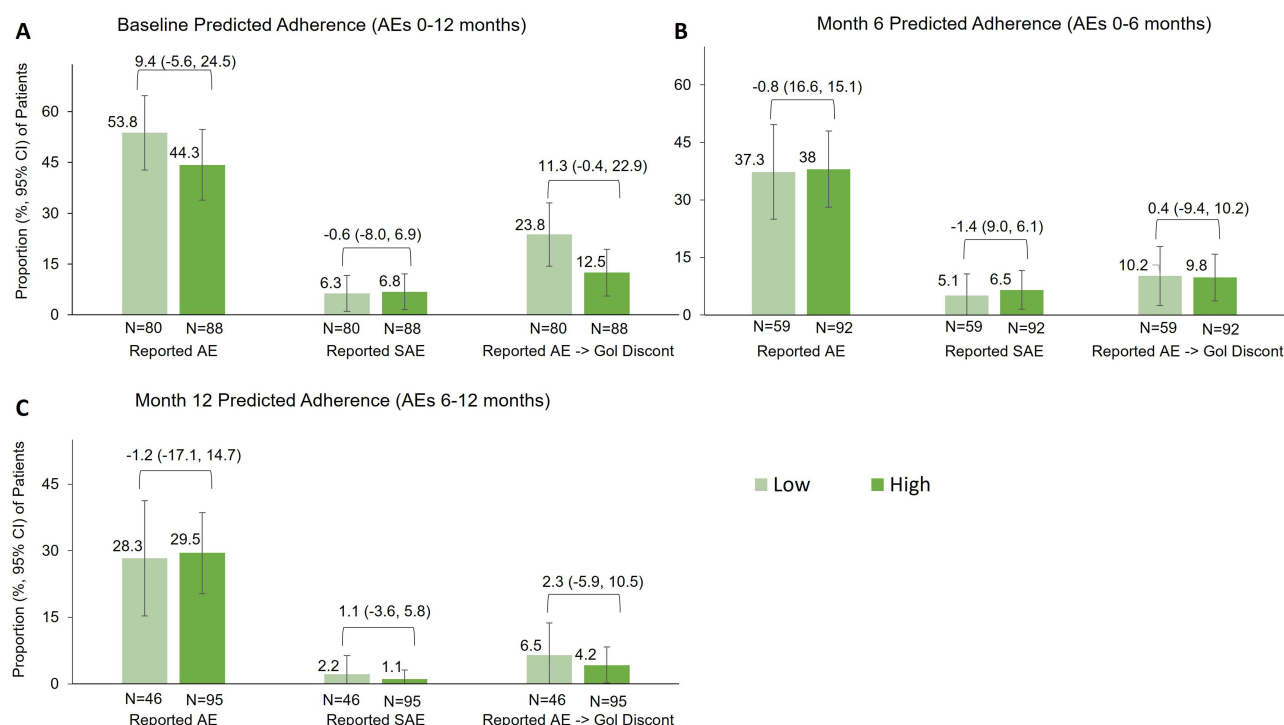 A
Baseline Predicted Adherence (AEs 0-12 months)
Proportion (%, 95% CI) of Patients
60
45
30
15
0
9.4 (-5.6, 24.5)
53.8
44.3
-0.6 (-8.0, 6.9)
6.3
6.8
11.3 (-0.4, 22.9)
23.8
12.5
N=80 N=88 N=80 N=88 N=80 N=88
Reported AE Reported SAE Reported AE -> Gol Discont
B
Month 6 Predicted Adherence (AEs 0-6 months)
60
45
30
15
0
-0.8 (16.6, 15.1)
37.3
38
-1.4 (9.0, 6.1)
5.1
6.5
0.4 (-9.4, 10.2)
10.2
9.8
N=59 N=92 N=59 N=92 N=59 N=92
Reported AE Reported SAE Reported AE -> Gol Discont
C
Month 12 Predicted Adherence (AEs 6-12 months)
Proportion (%, 95% CI) of Patients
45
30
15
0
-1.2 (-17.1, 14.7)
28.3
29.5
1.1 (-3.6, 5.8)
2.2
1.1
2.3 (-5.9, 10.5)
6.5
4.2
N=46 N=95 N=46 N=95 N=46 N=95
Reported AE Reported SAE Reported AE -> Gol Discont
Low High